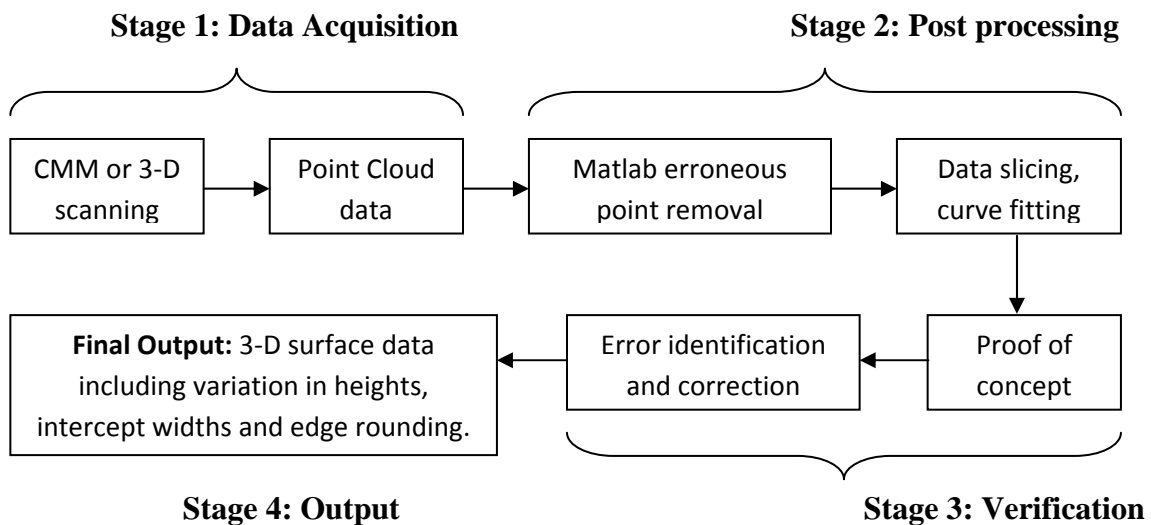 Stage 1: Data Acquisition
Stage 2: Post processing
CMM or 3-D
scanning
Point Cloud
data
Matlab erroneous
point removal
Data slicing,
curve fitting
Proof of
concept
Error identification
and correction
Final Output: 3-D surface data
including variation in heights,
intercept widths and edge rounding.
Stage 3: Verification
Stage 4: Output